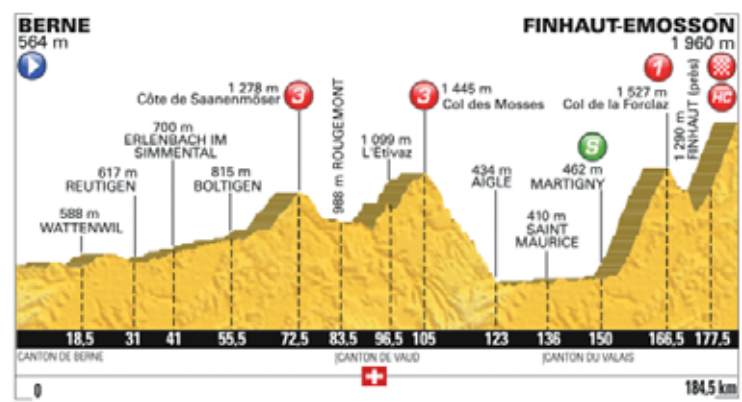 BERNE
564 m
FINHAUT-EMOSSON
1 960 m
1 278 m
Côte de Saanenmöser
3
988 m ROUGEMONT
3
1 445 m
Col des Mosses
1
1 527 m
Col de la Forclaz
1 290 m
FINHAUT (près)
HC
700 m
ERLENBACH IM
SIMMENTAL
617 m
REUTIGEN
815 m
BOLTIGEN
588 m
WATTENWIL
1 099 m
L'Etivaz
434 m
AIGLE
S
462 m
MARTIGNY
410 m
SAINT
MAURICE
18,5 31 41 55,5 72,5 83,5 96,5 105 123 136 150 166,5 177,5
CANTON DE BERNE |CANTON DE VAUD |CANTON DU VALAIS
0 184,5 km